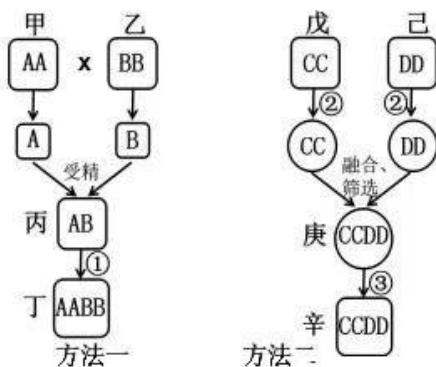 甲 乙
AA x BB
A B
受精
丙 AB
①
丁 AABB
方法一
戊 己
CC DD
② ②
CC DD
融合、
筛选
庚 CCDD
③
辛 CCDD
方法二